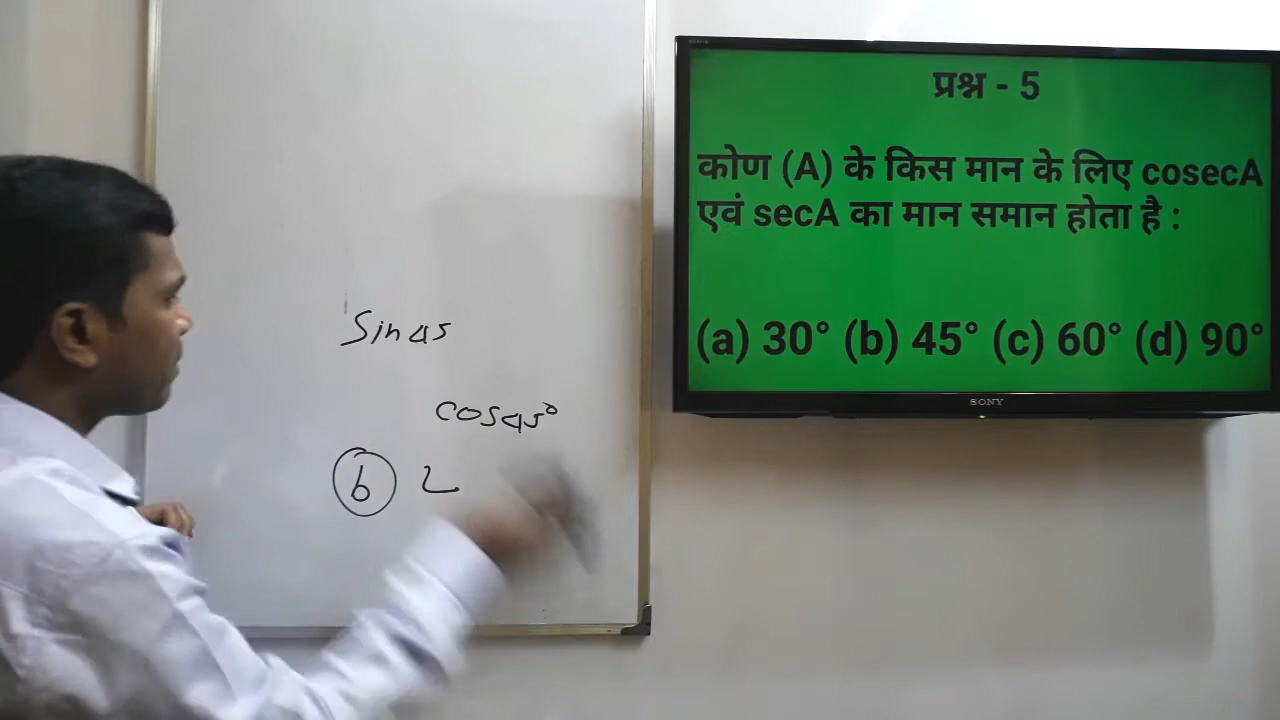 Sin45
cos45°
b
प्रश्न - 5
कोण (A) के किस मान के लिए cosecA
एवं secA का मान समान होता है :
(a) 30° (b) 45° (c) 60° (d) 90°
SONY